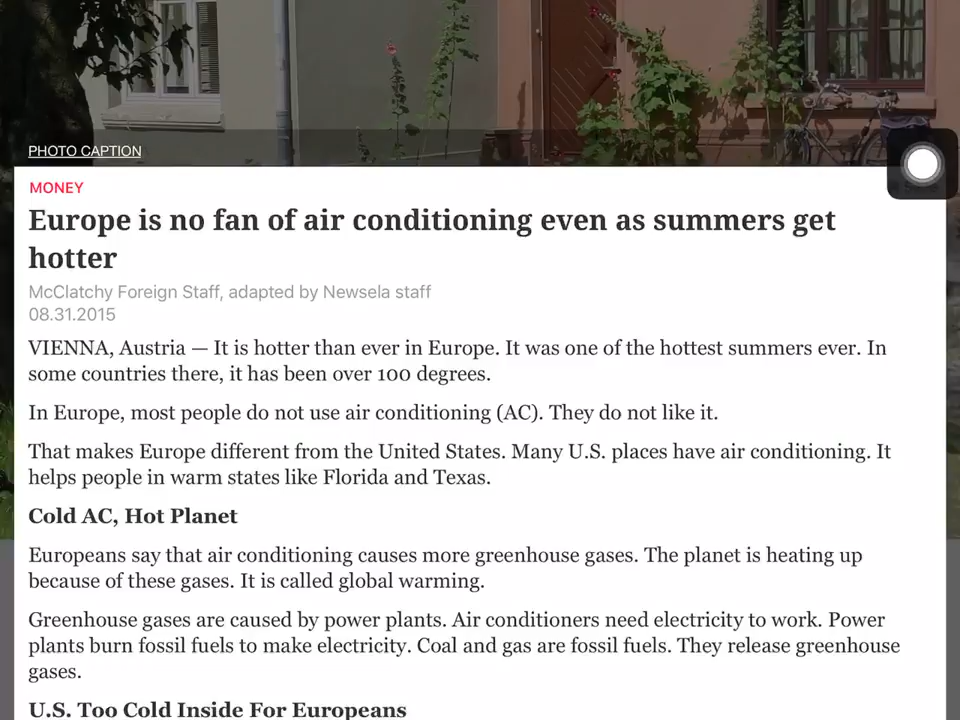 PHOTO CAPTION
MONEY
Europe is no fan of air conditioning even as summers get
hotter
McClatchy Foreign Staff, adapted by Newsela staff
08.31.2015
VIENNA, Austria — It is hotter than ever in Europe. It was one of the hottest summers ever. In
some countries there, it has been over 100 degrees.
In Europe, most people do not use air conditioning (AC). They do not like it.
That makes Europe different from the United States. Many U.S. places have air conditioning. It
helps people in warm states like Florida and Texas.
Cold AC, Hot Planet
Europeans say that air conditioning causes more greenhouse gases. The planet is heating up
because of these gases. It is called global warming.
Greenhouse gases are caused by power plants. Air conditioners need electricity to work. Power
plants burn fossil fuels to make electricity. Coal and gas are fossil fuels. They release greenhouse
gases.
U.S. Too Cold Inside For Europeans